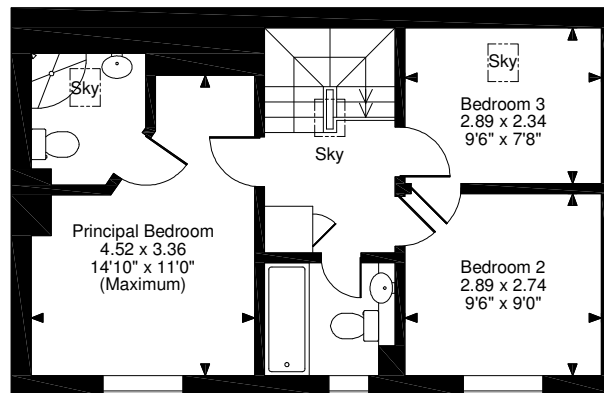 Sky
Sky
Sky
Bedroom 3
2.89 x 2.34
9'6" x 7'8"
Principal Bedroom
4.52 x 3.36
14'10" x 11'0"
(Maximum)
Bedroom 2
2.89 x 2.74
9'6" x 9'0"